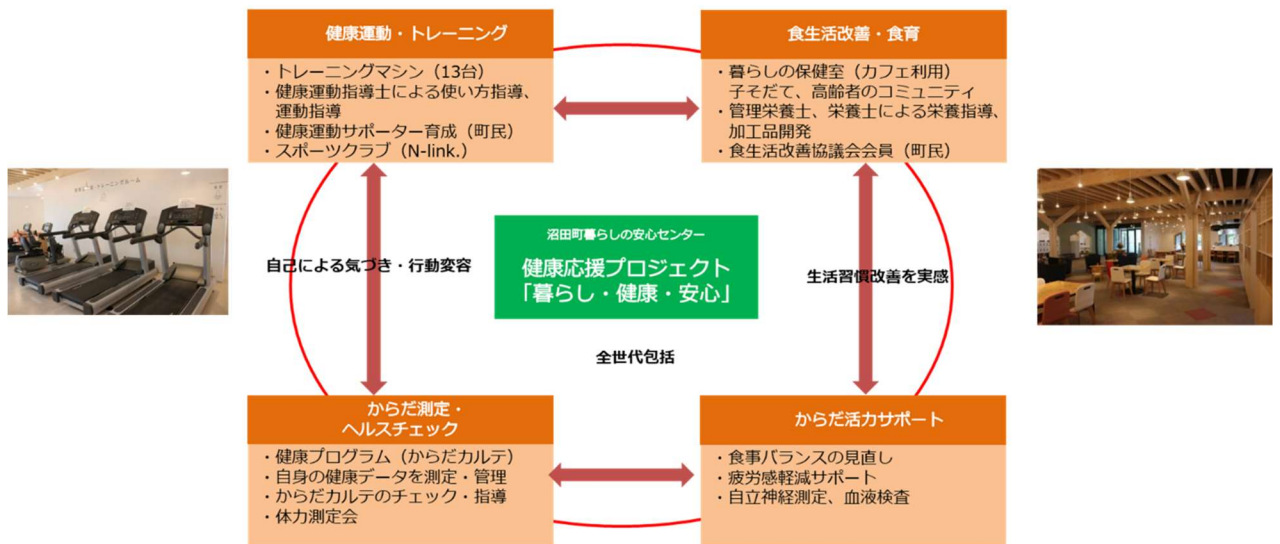 健康運動・トレーニング
・トレーニングマシン（13台）
・健康運動指導士による使い方指導、
運動指導
・健康運動サポーター育成（町民）
・スポーツクラブ（N-link.）
食生活改善・食育
・暮らしの保健室（カフェ利用）
子そだて、高齢者のコミュニティ
・管理栄養士、栄養士による栄養指導、
加工品開発
・食生活改善協議会会員（町民）
自己による気づき・行動変容
沼田町暮らしの安心センター
健康応援プロジェクト
「暮らし・健康・安心」
生活習慣改善を実感
全世代包括
からだ測定・
ヘルスチェック
・健康プログラム（からだカルテ）
・自身の健康データを測定・管理
・からだカルテのチェック・指導
・体力測定会
からだ活力サポート
・食事バランスの見直し
・疲労感軽減サポート
・自立神経測定、血液検査